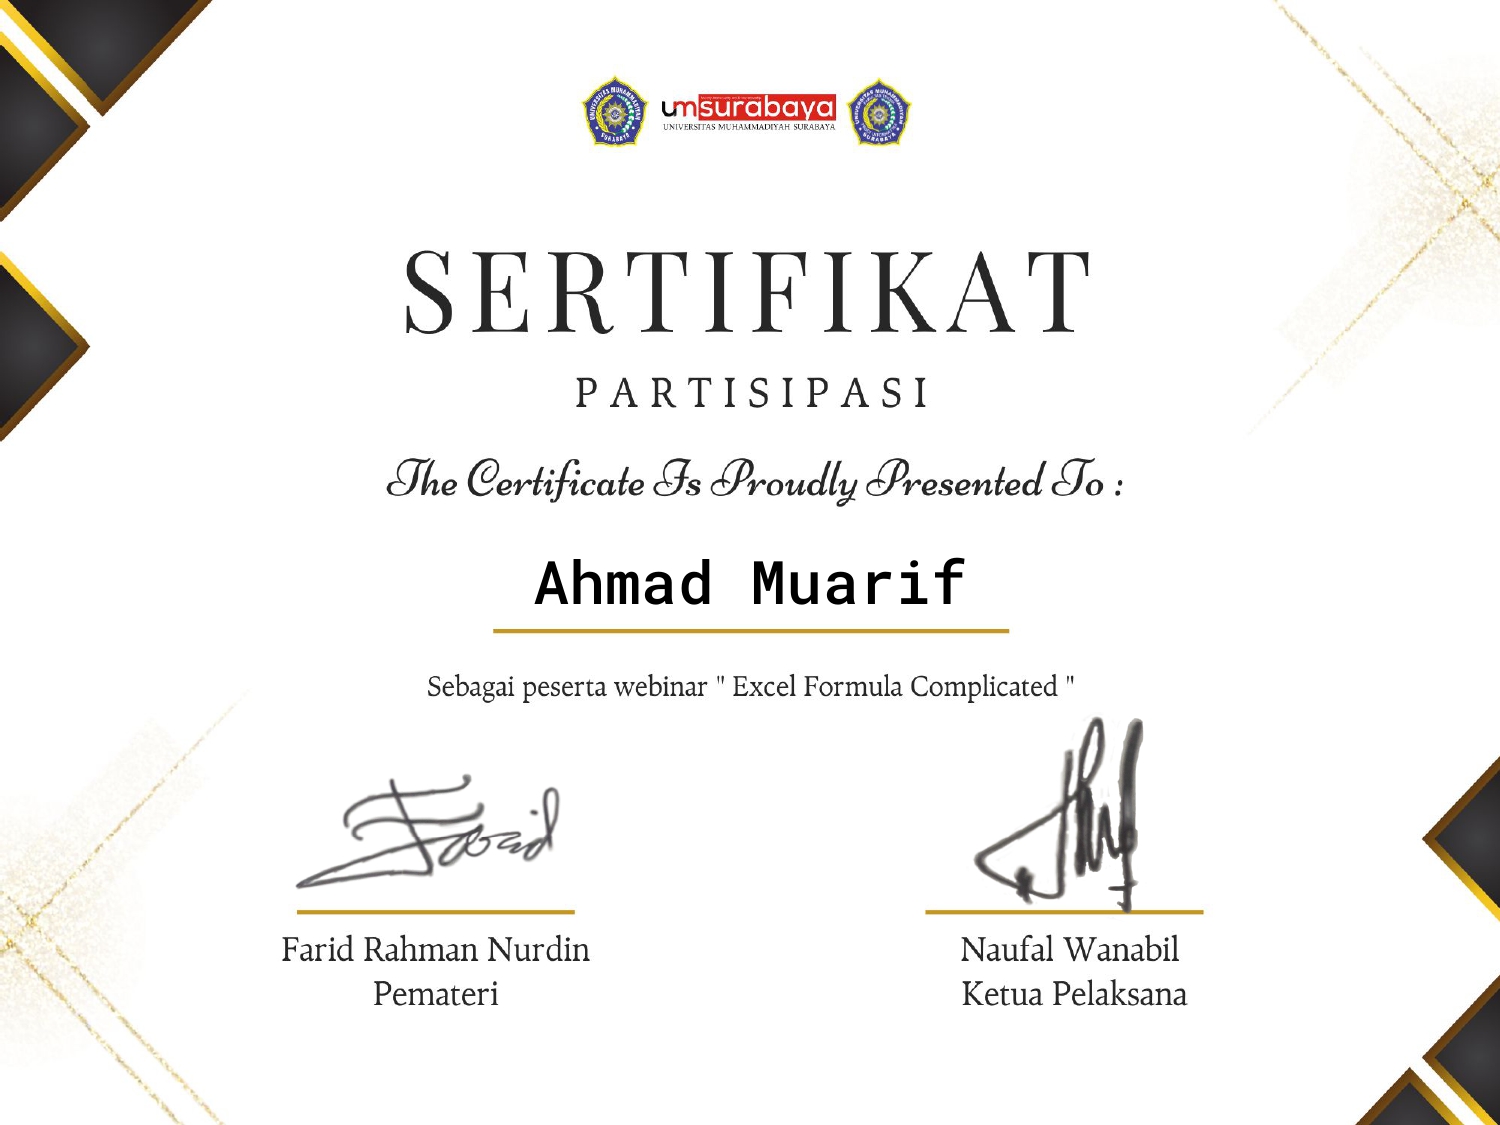 umsurabaya
UNIVERSITAS MUHAMMADIYAH SURABAYA
SERTIFIKAT
PARTISIPASI
The Certificate Is Proudly Presented To :
Ahmad Muarif
Sebagai peserta webinar " Excel Formula Complicated "
Farid
Farid Rahman Nurdin
Pemateri
Naufal Wanabil
Ketua Pelaksana